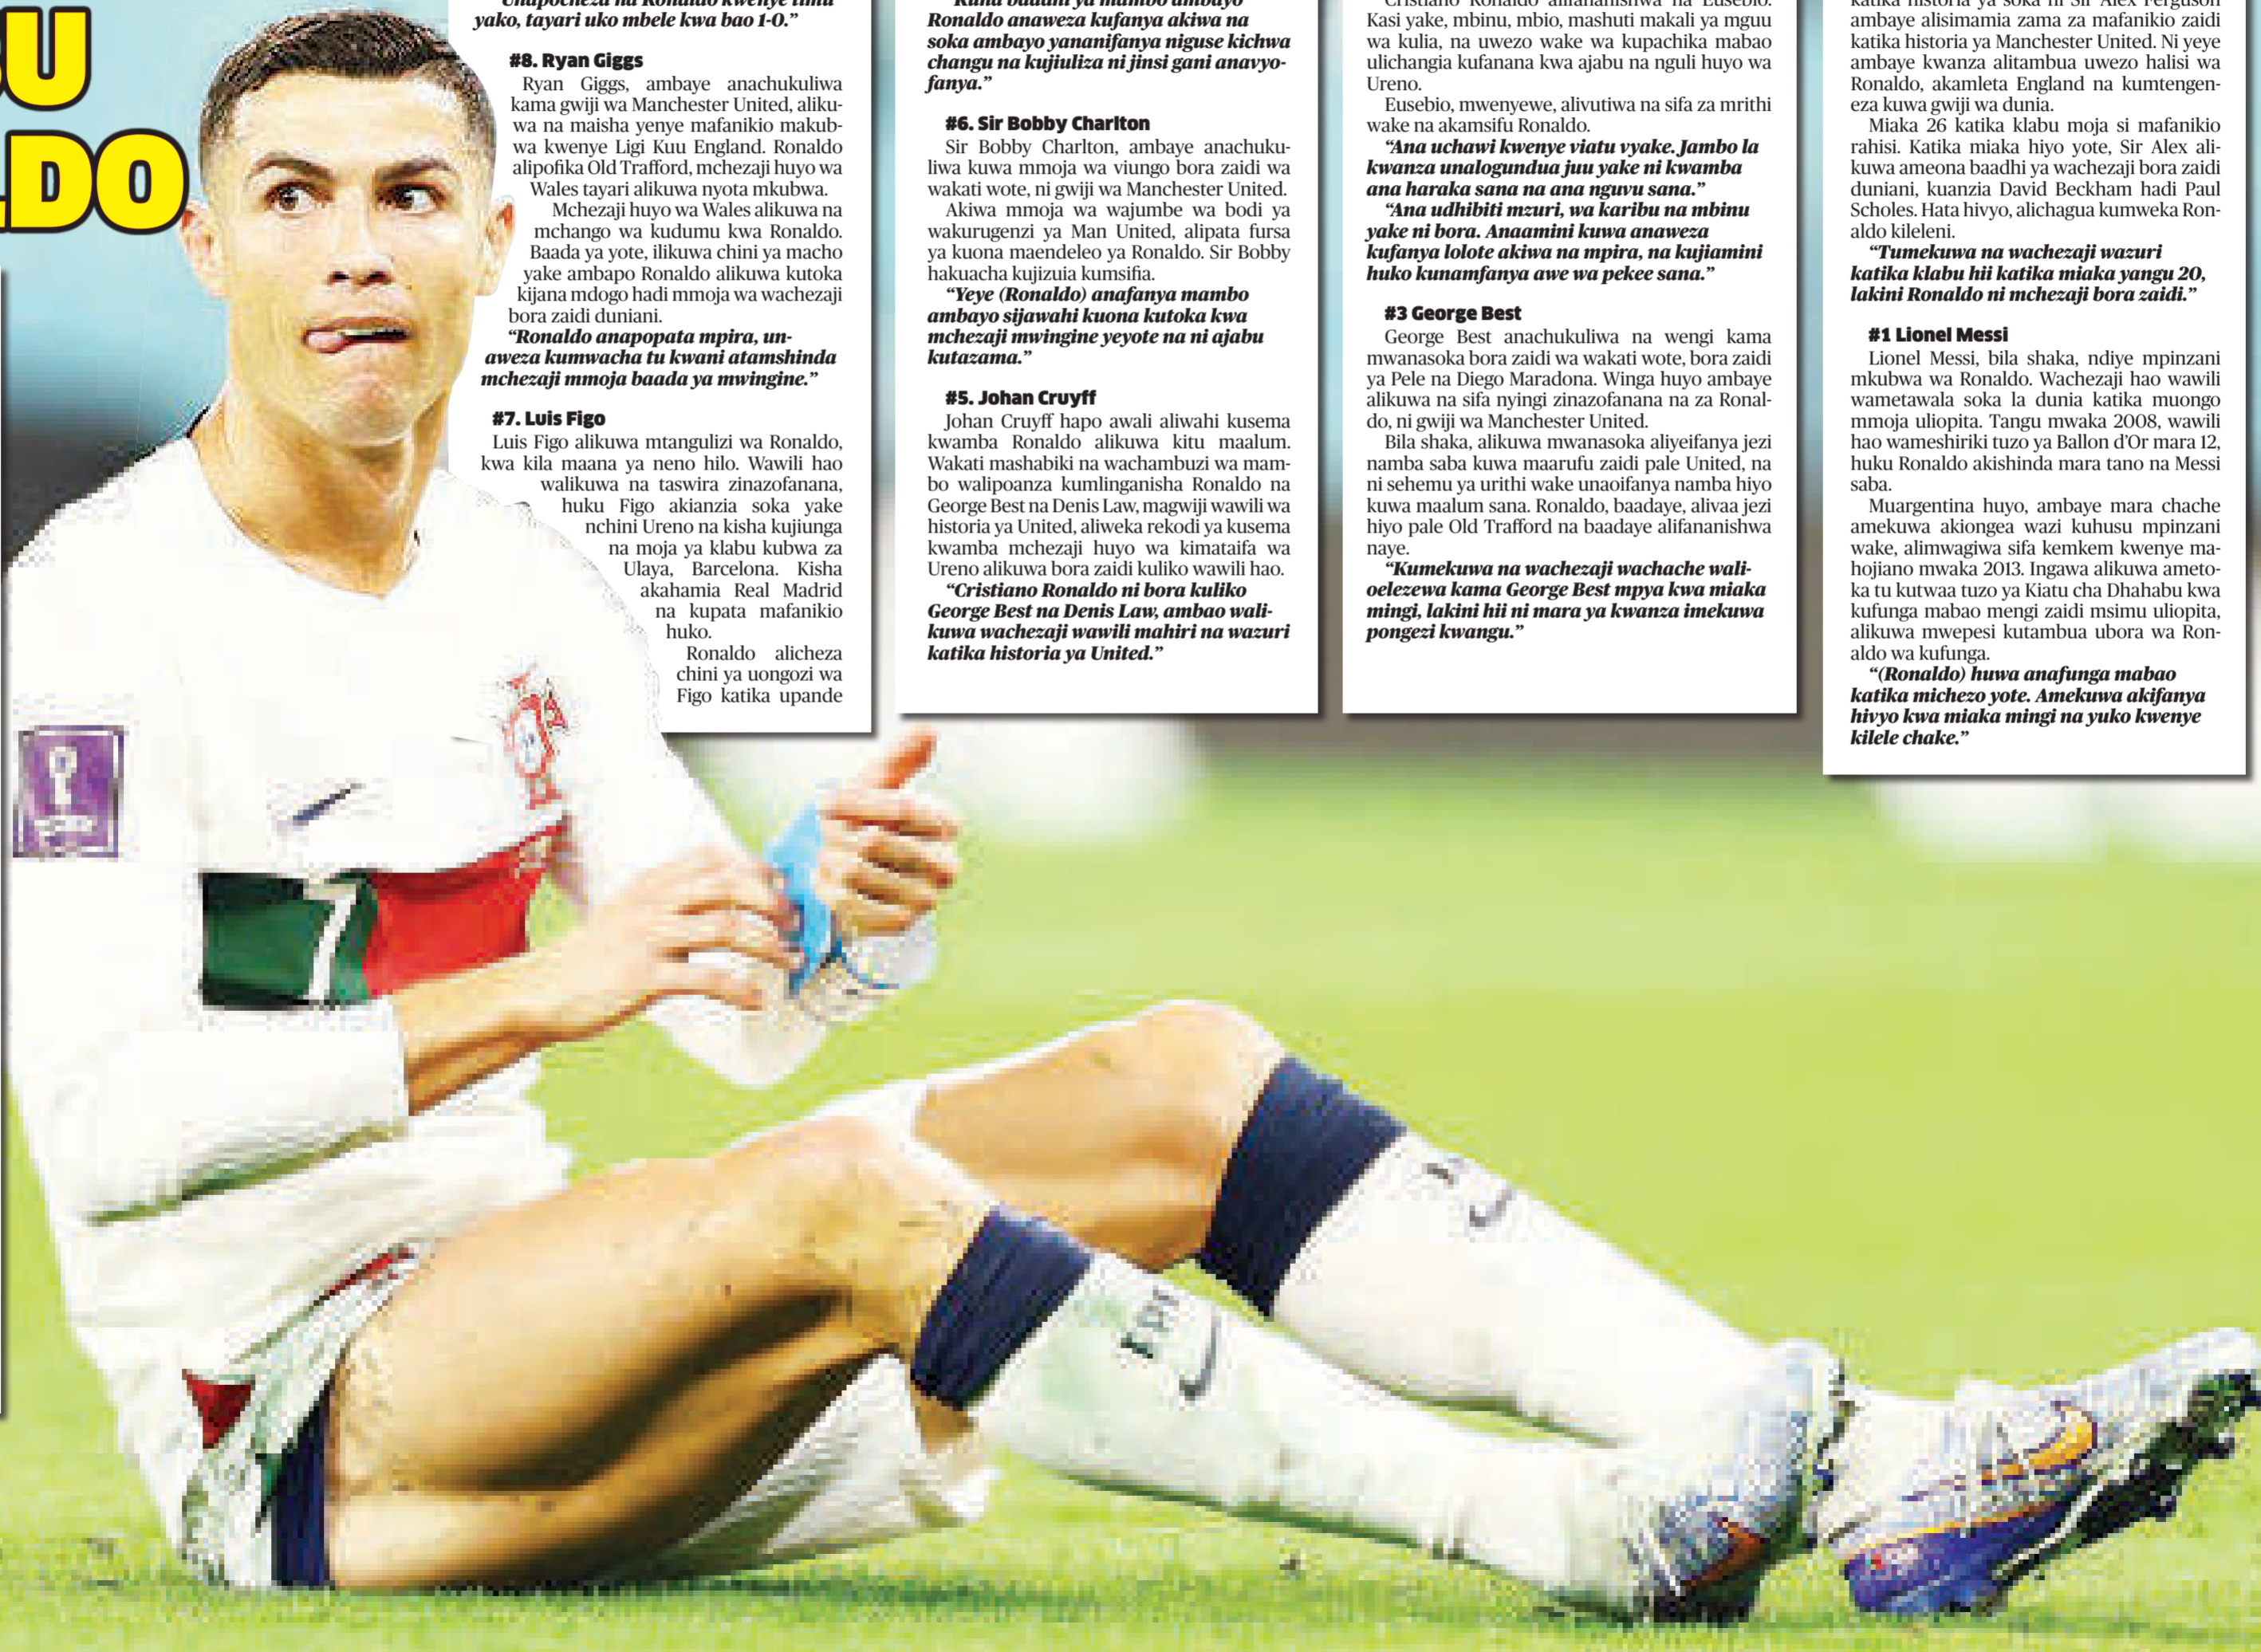 BU
LDO
yako, tayari uko mbele kwa bao 1-0.”
#8. Ryan Giggs
Ryan Giggs, ambaye anachukuliwa
kama gwiji wa Manchester United, aliku-
wa na maisha yenye mafanikio makub-
wa kwenye Ligi Kuu England. Ronaldo
alipofika Old Trafford, mchezaji huyo wa
Wales tayari alikuwa nyota mkubwa.
Mchezaji huyo wa Wales alikuwa na
mchango wa kudumu kwa Ronaldo.
Baada ya yote, ilikuwa chini ya macho
yake ambapo Ronaldo alikuwa kutoka
kijana mdogo hadi mmoja wa wachezaji
bora zaidi duniani.
“Ronaldo anapopata mpira, un-
aweza kumwacha tu kwani atamshinda
mchezaji mmoja baada ya mwingine.”
#7. Luis Figo
Luis Figo alikuwa mtangulizi wa Ronaldo,
kwa kila maana ya neno hilo. Wawili hao
walikuwa na taswira zinazofanana,
huku Figo akianzia soka yake
nchini Ureno na kisha kujiunga
na moja ya klabu kubwa za
Ulaya, Barcelona. Kisha
akahamia Real Madrid
na kupata mafanikio
huko.
Ronaldo alicheza
chini ya uongozi wa
Figo katika upande
Ronaldo anaweza kufanya akiwa na
soka ambayo yananifanya niguse kichwa
changu na kujiuliza ni jinsi gani anavyo-
fanya.”
#6. Sir Bobby Charlton
Sir Bobby Charlton, ambaye anachuku-
liwa kuwa mmoja wa viungo bora zaidi wa
wakati wote, ni gwiji wa Manchester United.
Akiwa mmoja wa wajumbe wa bodi ya
wakurugenzi ya Man United, alipata fursa
ya kuona maendeleo ya Ronaldo. Sir Bobby
hakuacha kujizuia kumsifia.
“Yeye (Ronaldo) anafanya mambo
ambayo sijawahi kuona kutoka kwa
mchezaji mwingine yeyote na ni ajabu
kutazama.”
#5. Johan Cruyff
Johan Cruyff hapo awali aliwahi kusema
kwamba Ronaldo alikuwa kitu maalum.
Wakati mashabiki na wachambuzi wa mam-
bo walipoanza kumlinganisha Ronaldo na
George Best na Denis Law, magwiji wawili wa
historia ya United, aliweka rekodi ya kusema
kwamba mchezaji huyo wa kimataifa wa
Ureno alikuwa bora zaidi kuliko wawili hao.
“Cristiano Ronaldo ni bora kuliko
George Best na Denis Law, ambao wali-
kuwa wachezaji wawili mahiri na wazuri
katika historia ya United.”
Cristiano Ronaldo alifananishwa na Eusebio.
Kasi yake, mbinu, mbio, mashuti makali ya mguu
wa kulia, na uwezo wake wa kupachika mabao
ulichangia kufanana kwa ajabu na nguli huyo wa
Ureno.
Eusebio, mwenyewe, alivutiwa na sifa za mrithi
wake na akamsifu Ronaldo.
“Ana uchawi kwenye viatu vyake. Jambo la
kwanza unalogundua juu yake ni kwamba
ana haraka sana na ana nguvu sana.”
“Ana udhibiti mzuri, wa karibu na mbinu
yake ni bora. Anaamini kuwa anaweza
kufanya lolote akiwa na mpira, na kujiamini
huko kunamfanya awe wa pekee sana.”
#3 George Best
George Best anachukuliwa na wengi kama
mwanasoka bora zaidi wa wakati wote, bora zaidi
ya Pele na Diego Maradona. Winga huyo ambaye
alikuwa na sifa nyingi zinazofanana na za Ronal-
do, ni gwiji wa Manchester United.
Bila shaka, alikuwa mwanasoka aliyeifanya jezi
namba saba kuwa maarufu zaidi pale United, na
ni sehemu ya urithi wake unaoifanya namba hiyo
kuwa maalum sana. Ronaldo, baadaye, alivaa jezi
hiyo pale Old Trafford na baadaye alifananishwa
naye.
“Kumekuwa na wachezaji wachache wali-
oelezewa kama George Best mpya kwa miaka
mingi, lakini hii ni mara ya kwanza imekuwa
pongezi kwangu.”
katika historia ya soka ni Sir Alex Ferguson
ambaye alisimamia zama za mafanikio zaidi
katika historia ya Manchester United. Ni yeye
ambaye kwanza alitambua uwezo halisi wa
Ronaldo, akamleta England na kumtengen-
eza kuwa gwiji wa dunia.
Miaka 26 katika klabu moja si mafanikio
rahisi. Katika miaka hiyo yote, Sir Alex ali-
kuwa ameona baadhi ya wachezaji bora zaidi
duniani, kuanzia David Beckham hadi Paul
Scholes. Hata hivyo, alichagua kumweka Ron-
aldo kileleni.
“Tumekuwa na wachezaji wazuri
katika klabu hii katika miaka yangu 20,
lakini Ronaldo ni mchezaji bora zaidi.”
#1 Lionel Messi
Lionel Messi, bila shaka, ndiye mpinzani
mkubwa wa Ronaldo. Wachezaji hao wawili
wametawala soka la dunia katika muongo
mmoja uliopita. Tangu mwaka 2008, wawili
hao wameshiriki tuzo ya Ballon d’Or mara 12,
huku Ronaldo akishinda mara tano na Messi
saba.
Muargentina huyo, ambaye mara chache
amekuwa akiongea wazi kuhusu mpinzani
wake, alimwagiwa sifa kemkem kwenye ma-
hojiano mwaka 2013. Ingawa alikuwa ameto-
ka tu kutwaa tuzo ya Kiatu cha Dhahabu kwa
kufunga mabao mengi zaidi msimu uliopita,
alikuwa mwepesi kutambua ubora wa Ron-
aldo wa kufunga.
“(Ronaldo) huwa anafunga mabao
katika michezo yote. Amekuwa akifanya
hivyo kwa miaka mingi na yuko kwenye
kilele chake.”
7